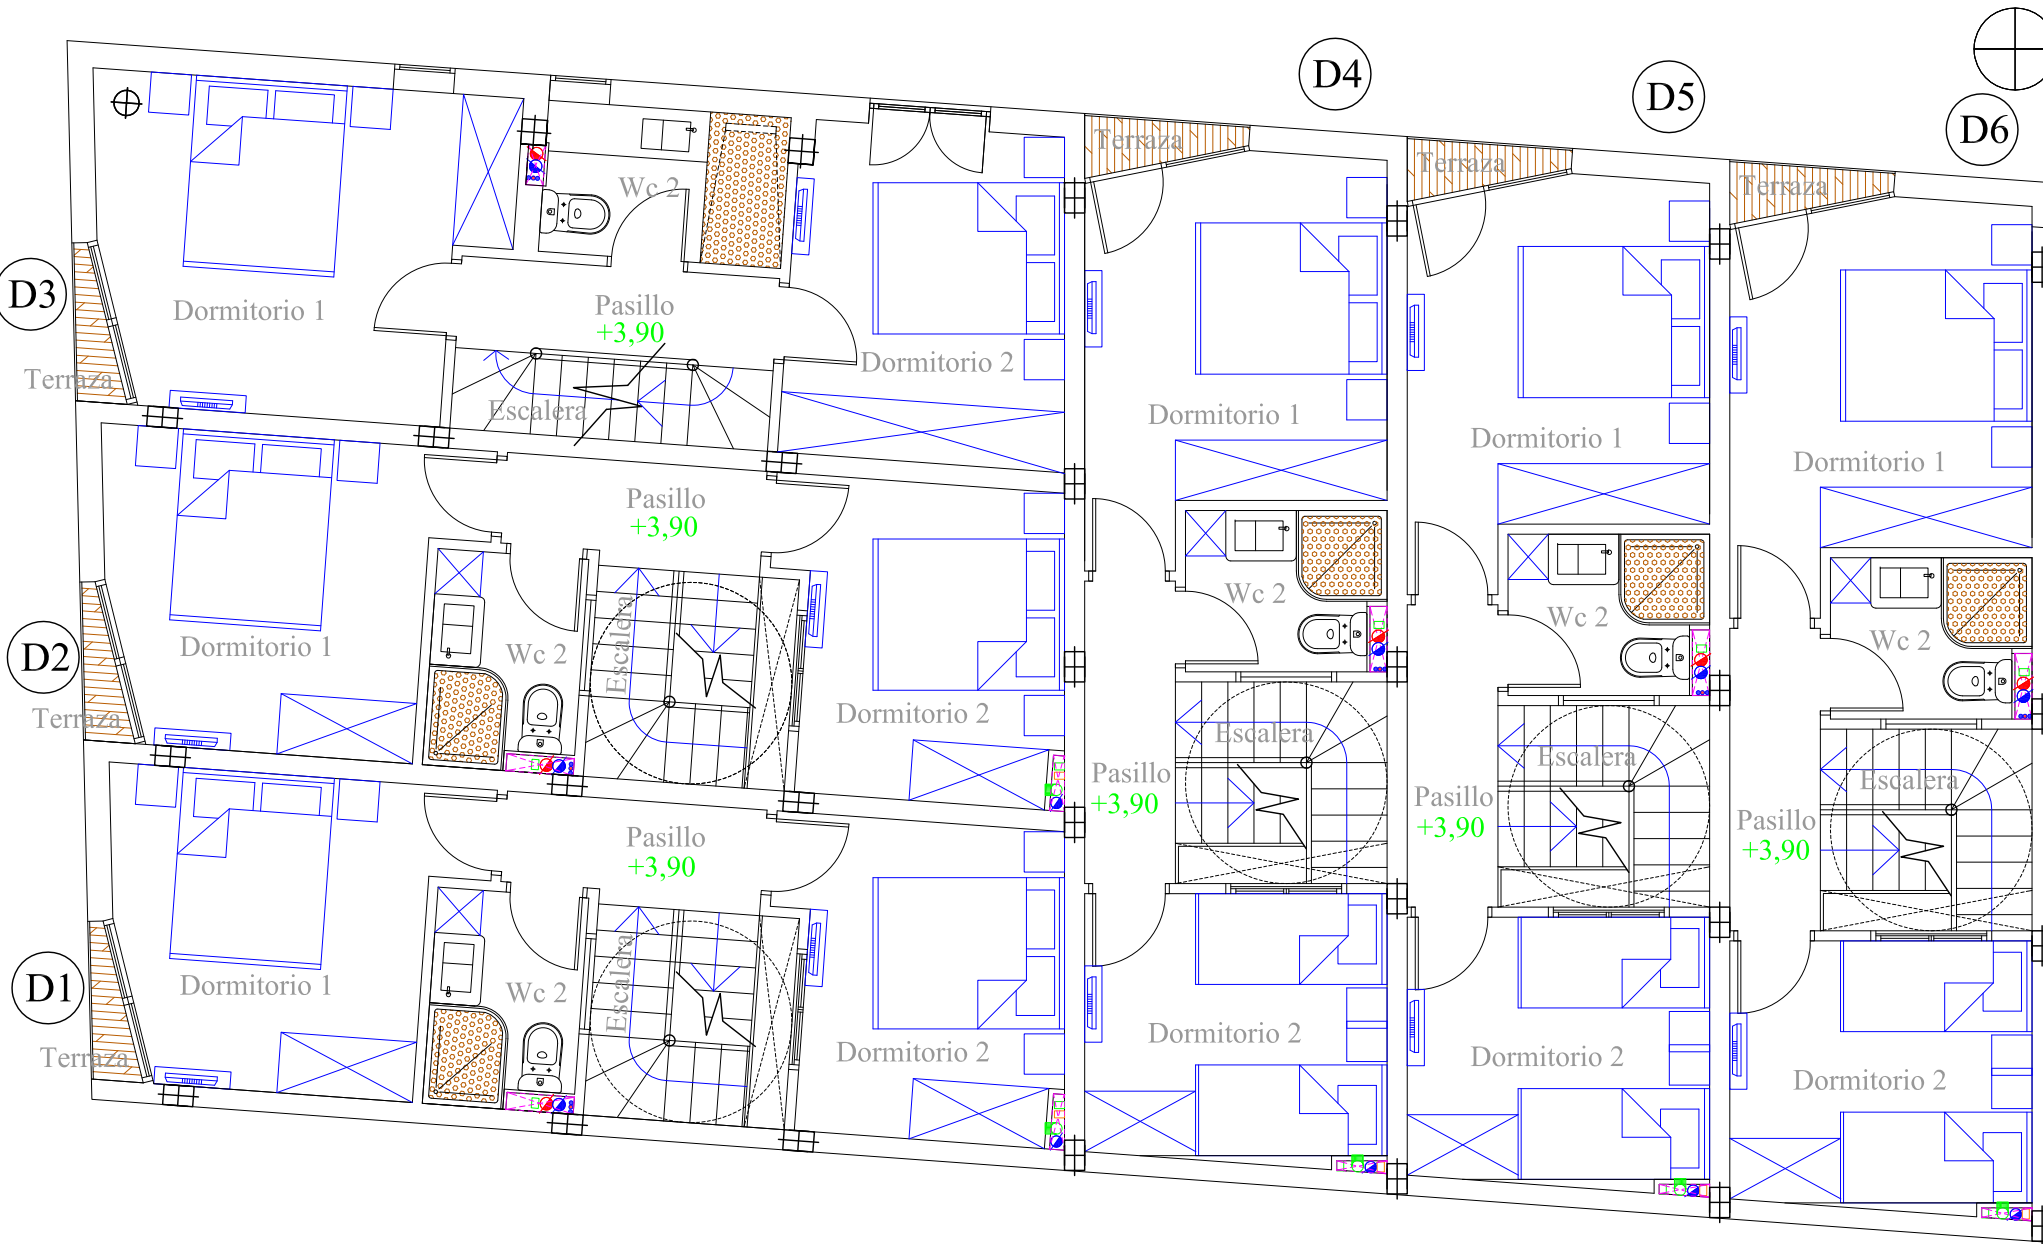 D4
D5
D6
Terraza
Terraza
Terraza
Wc 2
D3
Dormitorio 1
Pasillo
+3,90
Dormitorio 2
Terraza
Escalera
Dormitorio 1
Dormitorio 1
Dormitorio 1
Pasillo
+3,90
Wc 2
Wc 2
Wc 2
D2
Dormitorio 1
Wc 2
Escalera
Terraza
Dormitorio 2
Escalera
Escalera
Escalera
Pasillo
+3,90
Pasillo
+3,90
Pasillo
+3,90
Pasillo
+3,90
D1
Dormitorio 1
Wc 2
Escalera
Terraza
Dormitorio 2
Dormitorio 2
Dormitorio 2
Dormitorio 2